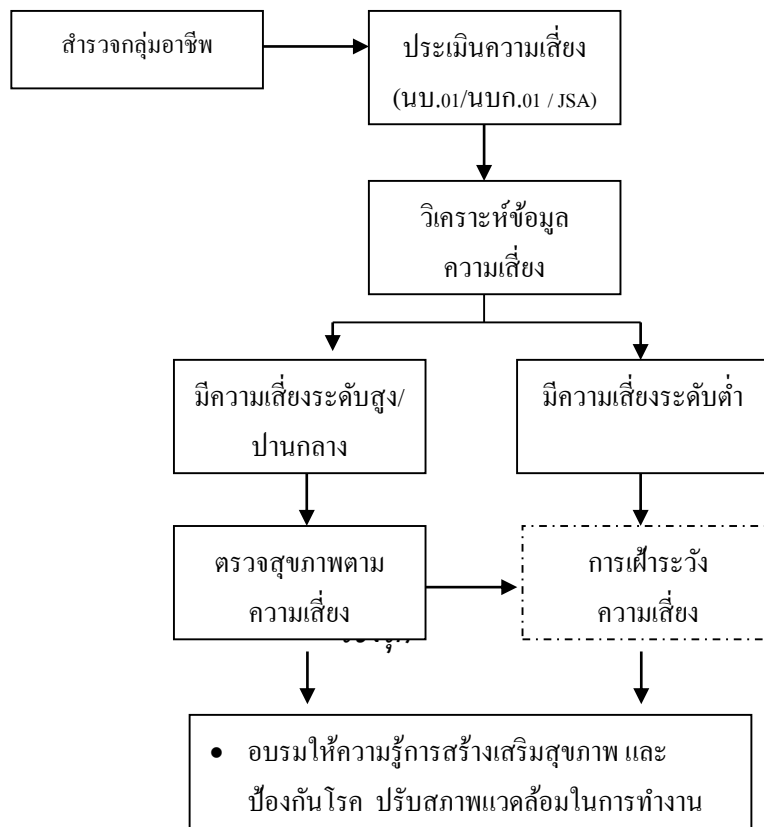 สำรวจกลุ่มอาชีพ
ประเมินความเสี่ยง
(นบ.01/นบก.01 / JSA)
วิเคราะห์ข้อมูล
ความเสี่ยง
มีความเสี่ยงระดับสูง/
ปานกลาง
มีความเสี่ยงระดับต่ำ
ตรวจสุขภาพตาม
ความเสี่ยง
การเฝ้าระวัง
ความเสี่ยง
• อบรมให้ความรู้การสร้างเสริมสุขภาพ และ
ป้องกันโรค ปรับสภาพแวดล้อมในการทำงาน